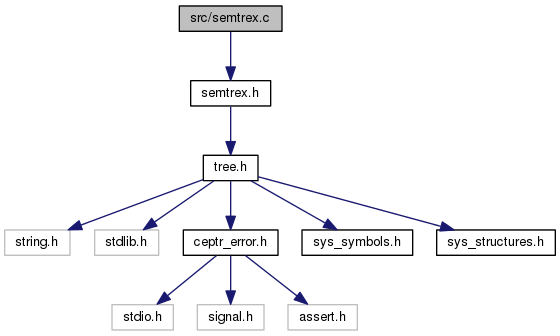 src/semtrex.c
semtrex.h
tree.h
string.h
stdlib.h
ceptr_error.h
sys_symbols.h
sys_structures.h
stdio.h
signal.h
assert.h